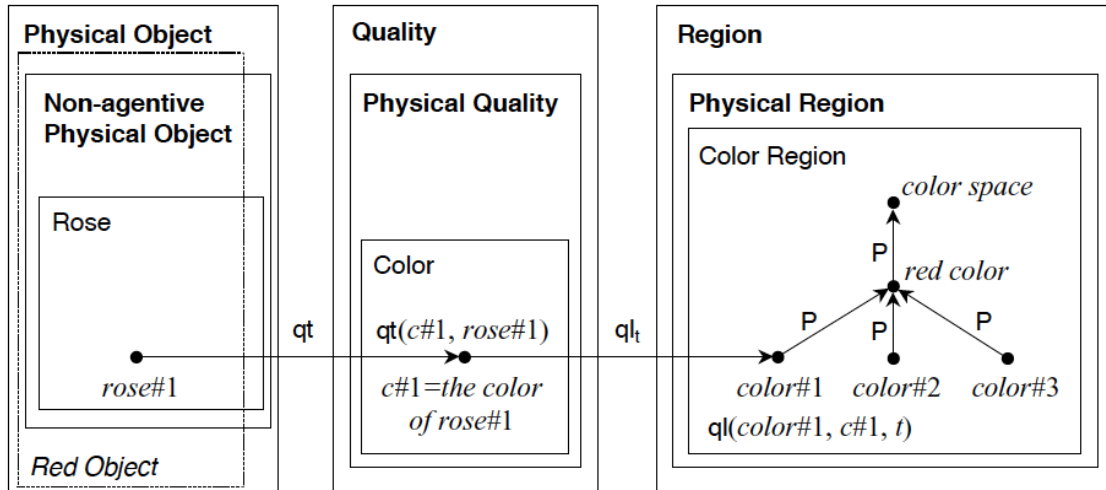 Physical Object
Non-agentive
Physical Object
Rose
rose#1
Red Object
qt
Quality
Physical Quality
Color
qt(c#1, rose#1)
c#1=the color
of rose#1
qlt
Region
Physical Region
Color Region
color space
P
red color
P
P
P
color#1
color#2
color#3
ql(color#1, c#1, t)